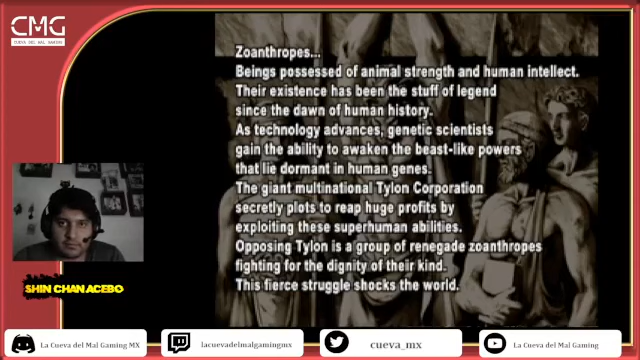 CMG
CUEVA DEL MAL GAMING
Zoanthropes...
Beings possessed of animal strength and human intellect.
Their existence has been the stuff of legend
since the dawn of human history.
As technology advances, genetic scientists
gain the ability to awaken the beast-like powers
that lie dormant in human genes.
The giant multinational Tylon Corporation
secretly plots to reap huge profits by
exploiting these superhuman abilities.
Opposing Tylon is a group of renegade zoanthropes
fighting for the dignity of their kind.
This fierce struggle shocks the world.
SHIN CHAN ACEBO
La Cueva del Mal Gaming MX
lacuevadelmalgamingmx
cueva_mx
La Cueva del Mal Gaming